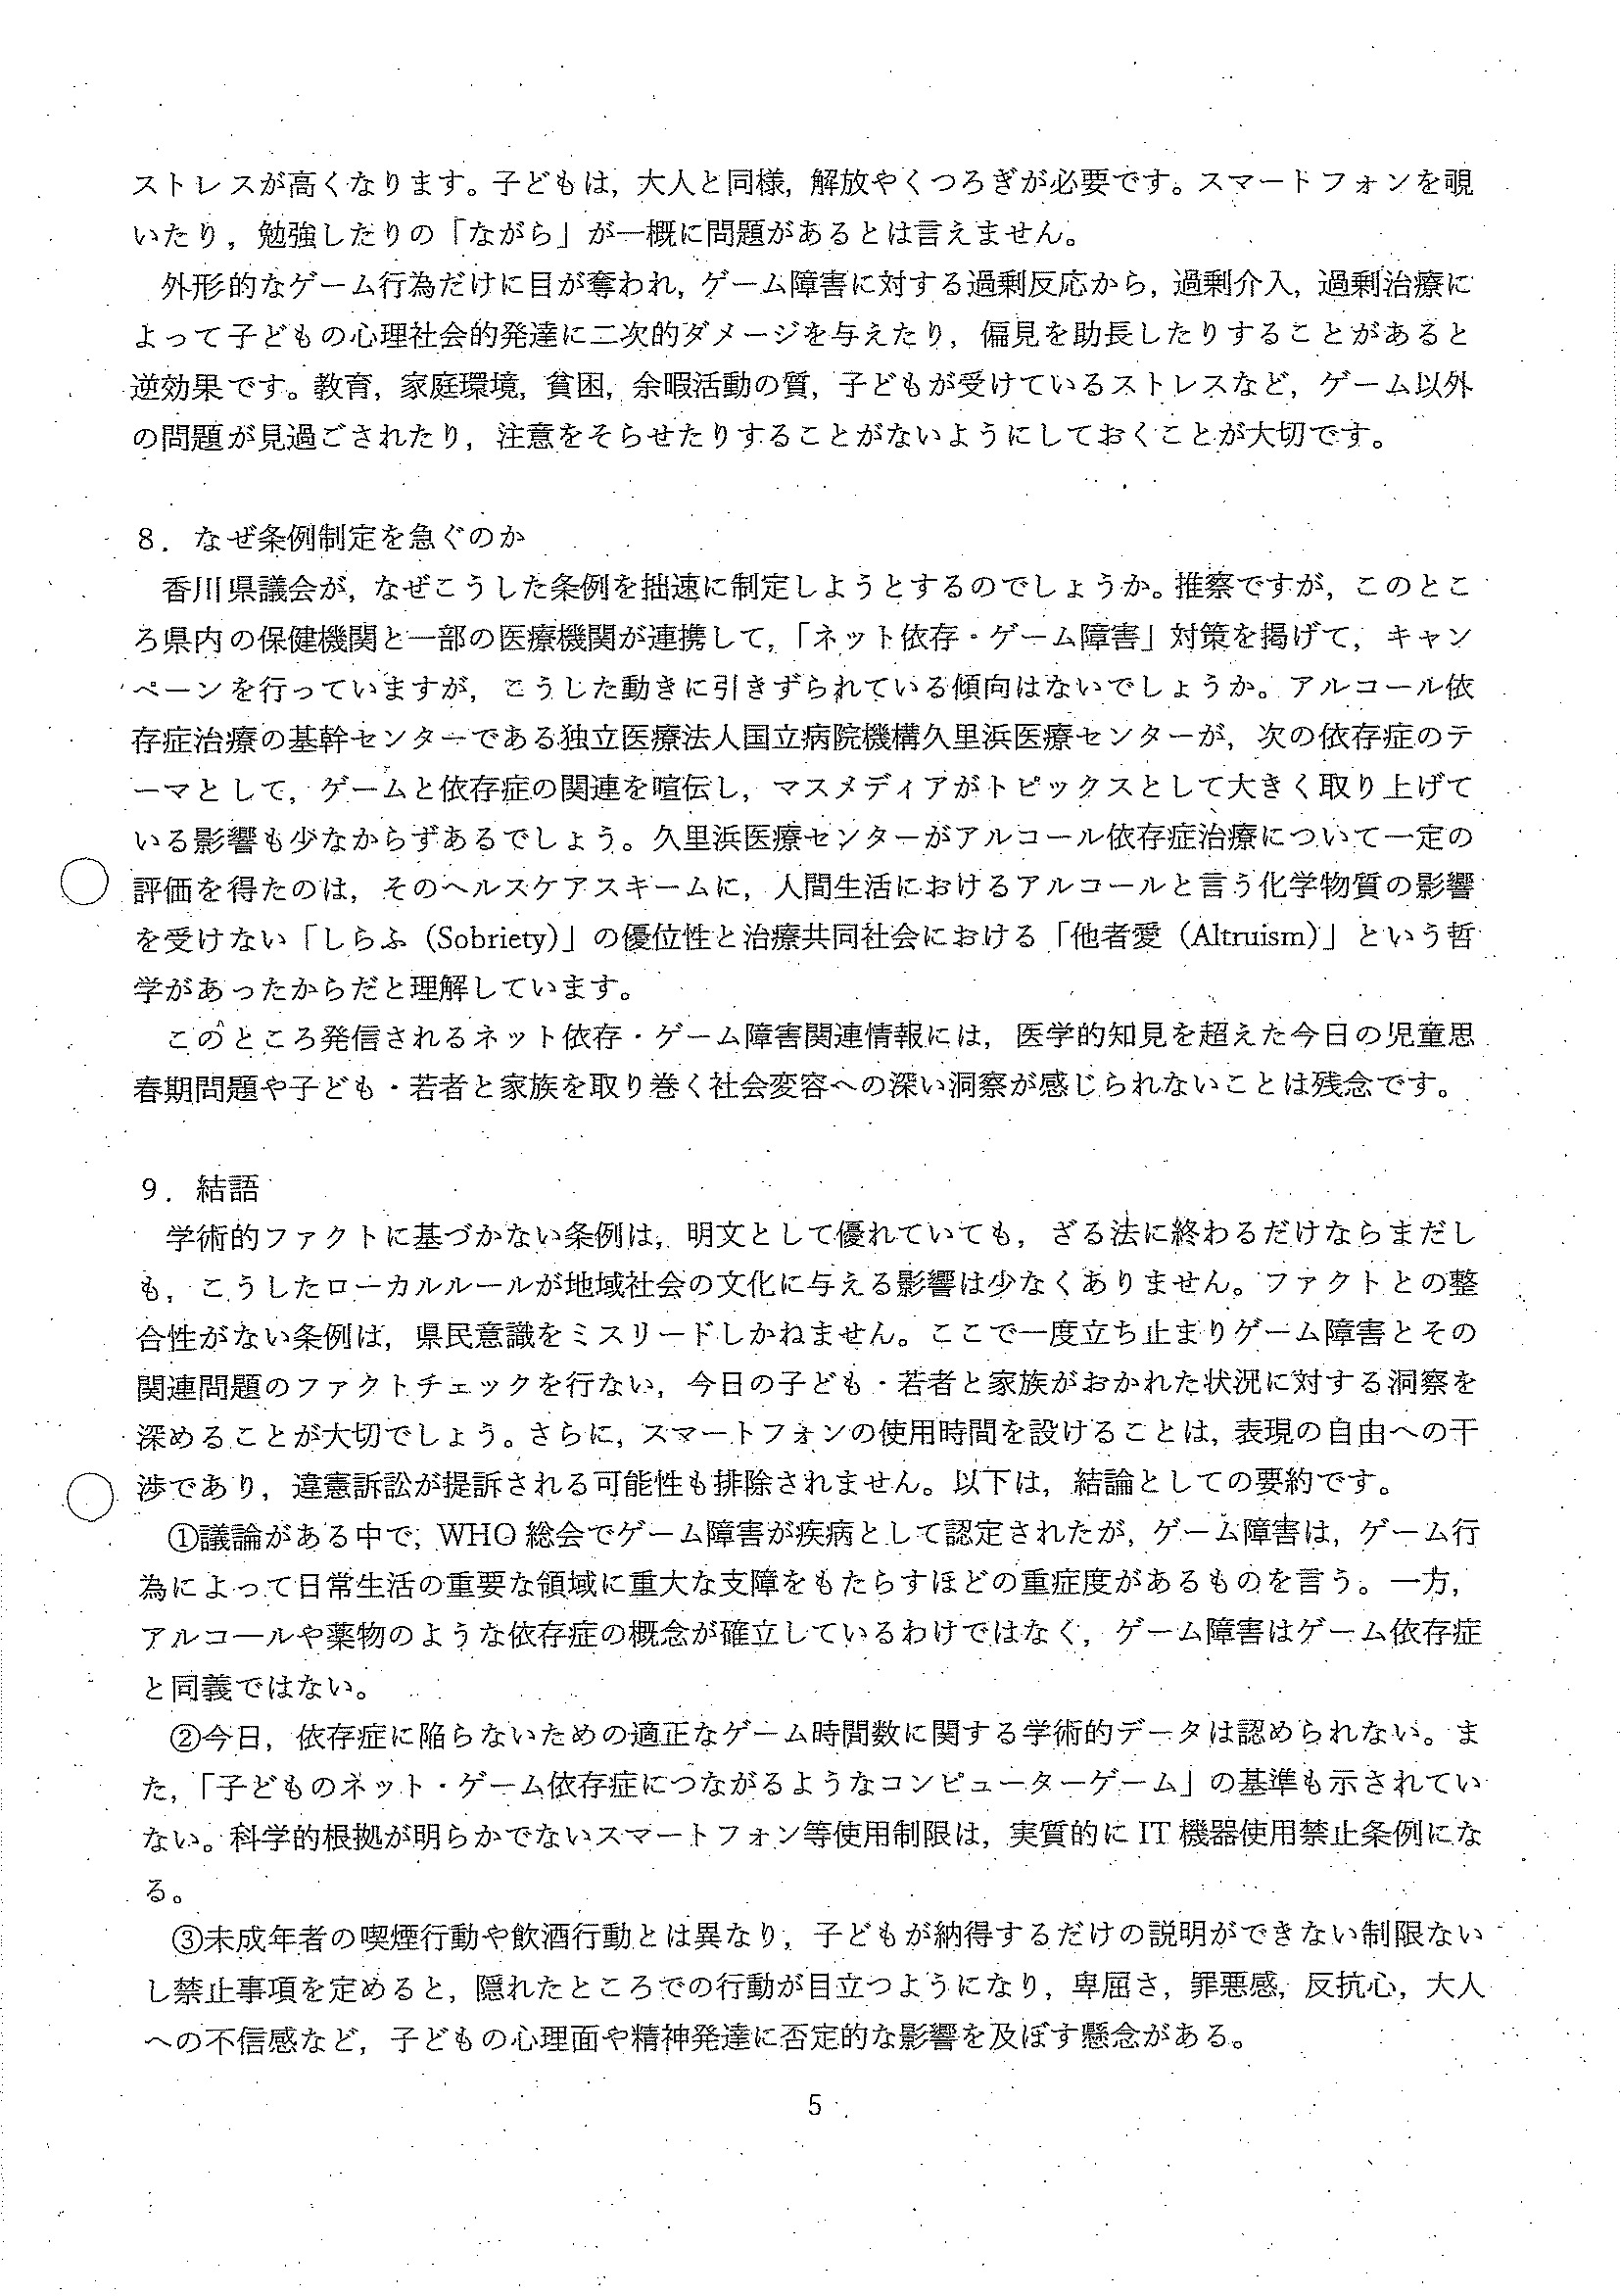 ストレスが高くなります。子どもは，大人と同様，解放やくつろぎが必要です。スマートフォンを覗
いたり，勉強したりの「ながら」が一概に問題があるとは言えません。
外形的なゲーム行為だけに目が奪われ，ゲーム障害に対する過剰反応から，過剰介入，過剰治療に
よって子どもの心理社会的発達に二次的ダメージを与えたり，偏見を助長したりすることがあると
逆効果です。教育，家庭環境，貧困，余暇活動の質，子どもが受けているストレスなど，ゲーム以外
の問題が見過ごされたり，注意をそらせたりすることがないようにしておくことが大切です。
8．なぜ条例制定を急ぐのか
香川県議会が，なぜこうした条例を拙速に制定しようとするのでしょうか。推察ですが，このとこ
ろ県内の保健機関と一部の医療機関が連携して，「ネット依存・ゲーム障害」対策を掲げて，キャン
ペーンを行っていますが，こうした動きに引きずられている傾向はないでしょうか。アルコール依
存症治療の基幹センターである独立医療法人国立病院機構久里浜医療センターが，次の依存症のテ
ーマとして，ゲームと依存症の関連を喧伝し，マスメディアがトピックスとして大きく取り上げて
いる影響も少なからずあるでしょう。久里浜医療センターがアルコール依存症治療について一定の
評価を得たのは，そのヘルスケアスキームに，人間生活におけるアルコールと言う化学物質の影響
を受けない「しらふ（Sobriety）」の優位性と治療共同社会における「他者愛（Altruism）」という哲
学があったからだと理解しています。
このところ発信されるネット依存・ゲーム障害関連情報には，医学的知見を超えた今日の児童思
春期問題や子ども・若者と家族を取り巻く社会変容への深い洞察が感じられないことは残念です。
9．結語
学術的ファクトに基づかない条例は，明文として優れていても，ざる法に終わるだけならまだし
も，こうしたローカルルールが地域社会の文化に与える影響は少なくありません。ファクトとの整
合性がない条例は，県民意識をミスリードしかねません。ここで一度立ち止まりゲーム障害とその
関連問題のファクトチェックを行ない，今日の子ども・若者と家族がおかれた状況に対する洞察を
深めることが大切でしょう。さらに，スマートフォンの使用時間を設けることは，表現の自由への干
渉であり，違憲訴訟が提訴される可能性も排除されません。以下は，結論としての要約です。
①議論がある中で，WHO 総会でゲーム障害が疾病として認定されたが，ゲーム障害は，ゲーム行
為によって日常生活の重要な領域に重大な支障をもたらすほどの重症度があるものを言う。一方，
アルコールや薬物のような依存症の概念が確立しているわけではなく，ゲーム障害はゲーム依存症
と同義ではない。
②今日，依存症に陥らないための適正なゲーム時間数に関する学術的データは認められない。ま
た，「子どものネット・ゲーム依存症につながるようなコンピューターゲーム」の基準も示されてい
ない。科学的根拠が明らかでないスマートフォン等使用制限は，実質的に IT 機器使用禁止条例にな
る。
③未成年者の喫煙行動や飲酒行動とは異なり，子どもが納得するだけの説明ができない制限ない
し禁止事項を定めると，隠れたところでの行動が目立つようになり，卑屈さ，罪悪感，反抗心，大人
への不信感など，子どもの心理面や精神発達に否定的な影響を及ぼす懸念がある。
5